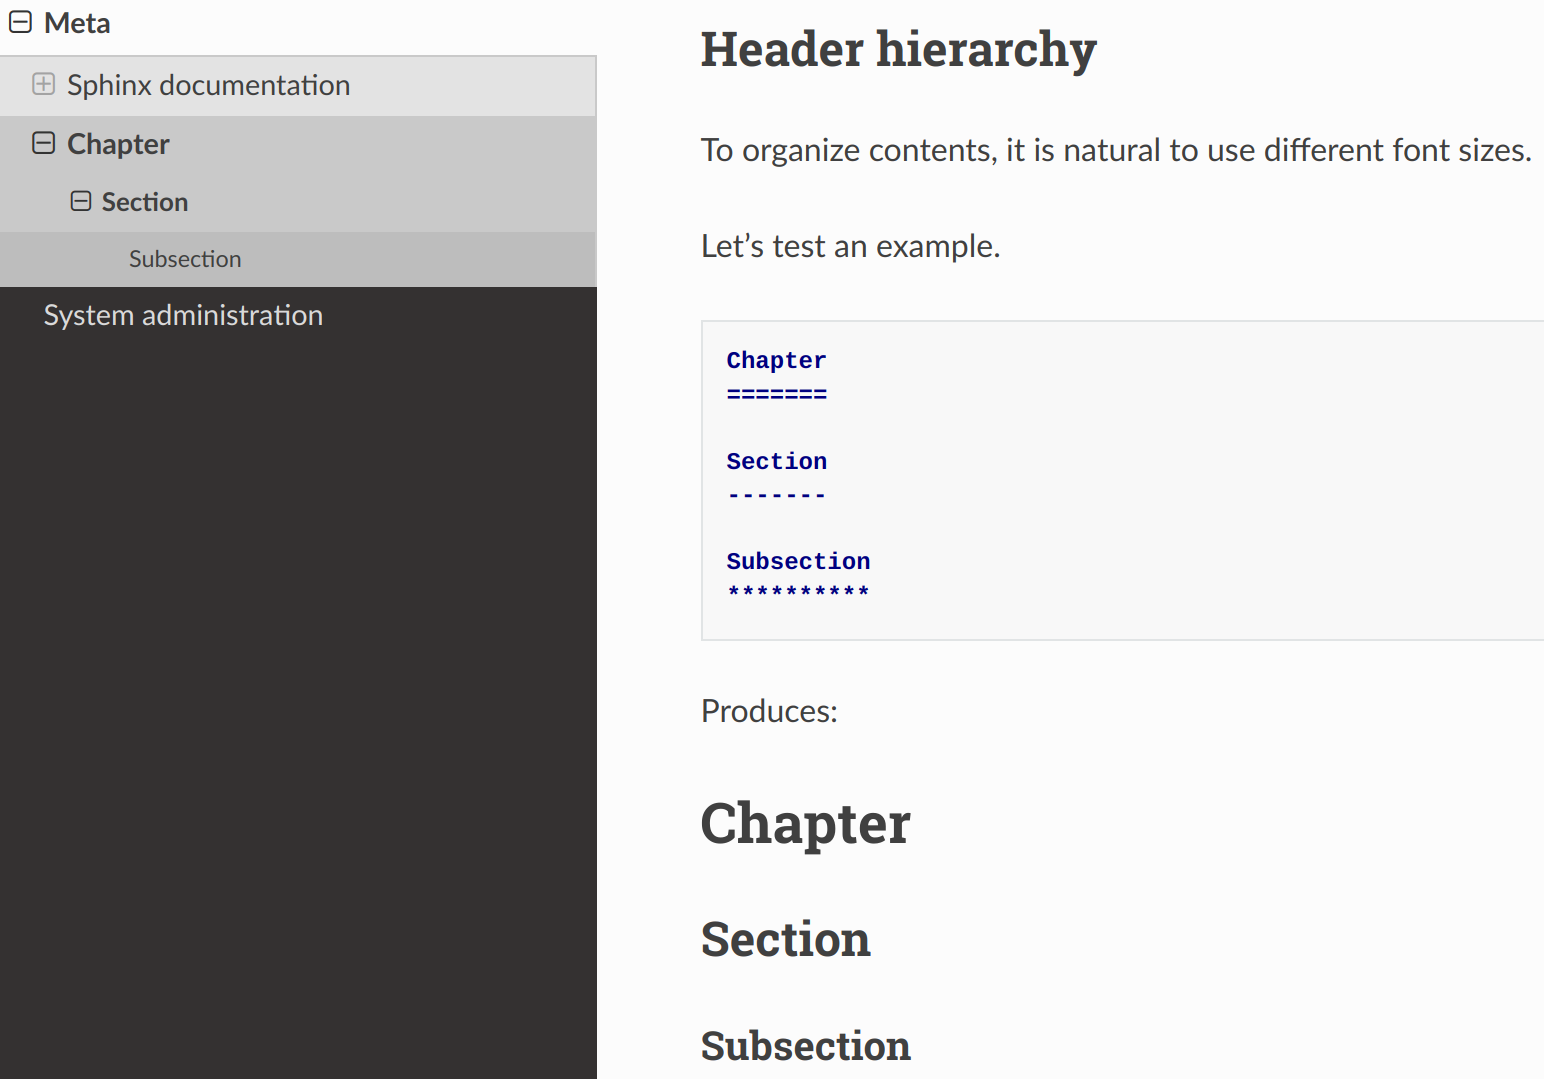 Meta
Sphinx documentation
Chapter
Section
Subsection
System administration
Header hierarchy
To organize contents, it is natural to use different font sizes.
Let’s test an example.
Chapter
=======
Section
-------
Subsection
**********
Produces:
Chapter
Section
Subsection